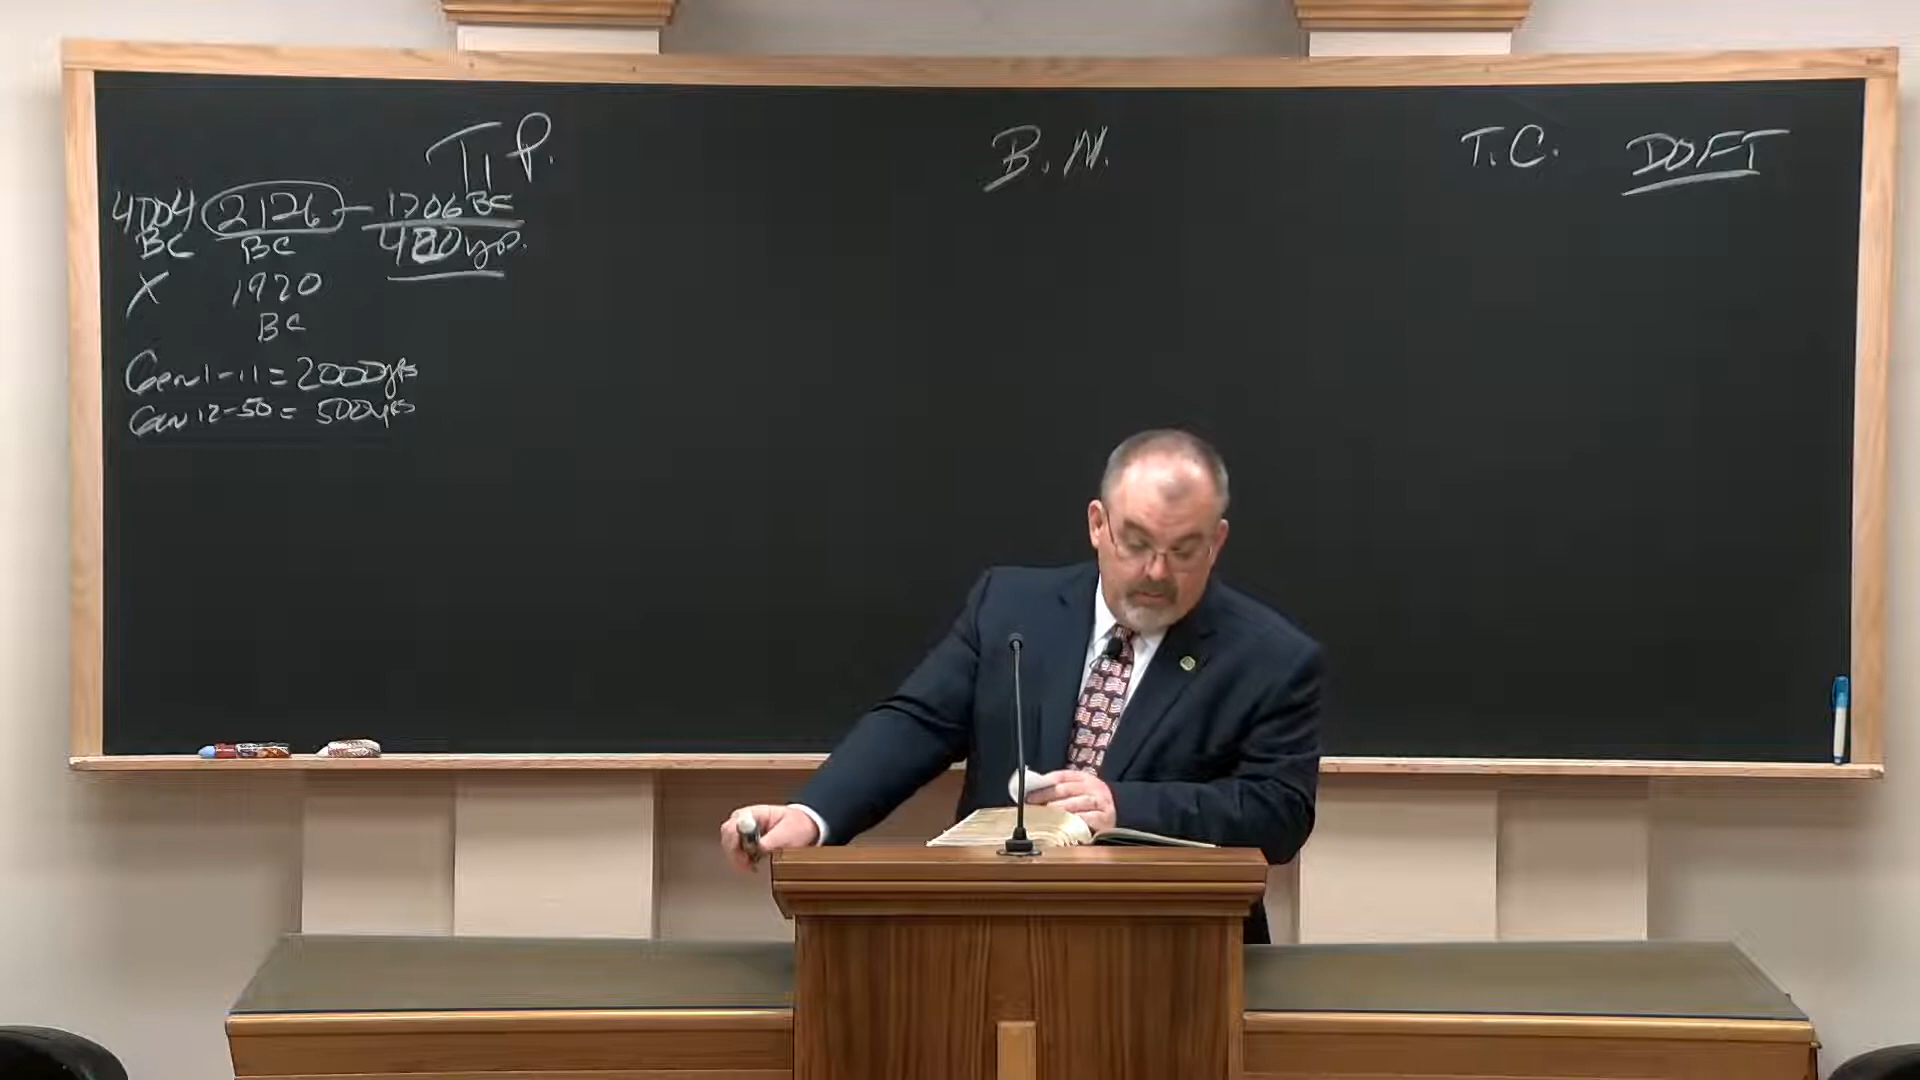 T.P.
B.N.
T.C. DOFT
4004 2126 - 1706 BC
BC BC 420 yrs.
X 1920
BC
Gen 1-11 = 2000 yrs
Gen 12-50 = 500 yrs